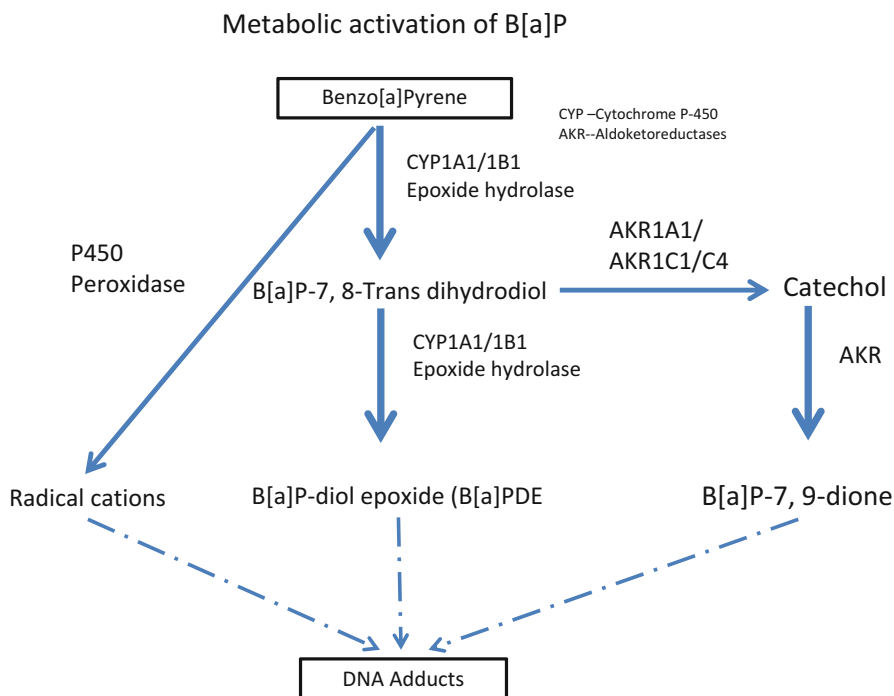 Metabolic activation of B[a]P
Benzo[a]Pyrene
CYP –Cytochrome P-450
AKR--Aldoketoreductases
CYP1A1/1B1
Epoxide hydrolase
P450
Peroxidase
AKR1A1/
AKR1C1/C4
B[a]P-7, 8-Trans dihydrodiol
Catechol
CYP1A1/1B1
Epoxide hydrolase
AKR
Radical cations
B[a]P-diol epoxide (B[a]PDE
B[a]P-7, 9-dione
DNA Adducts